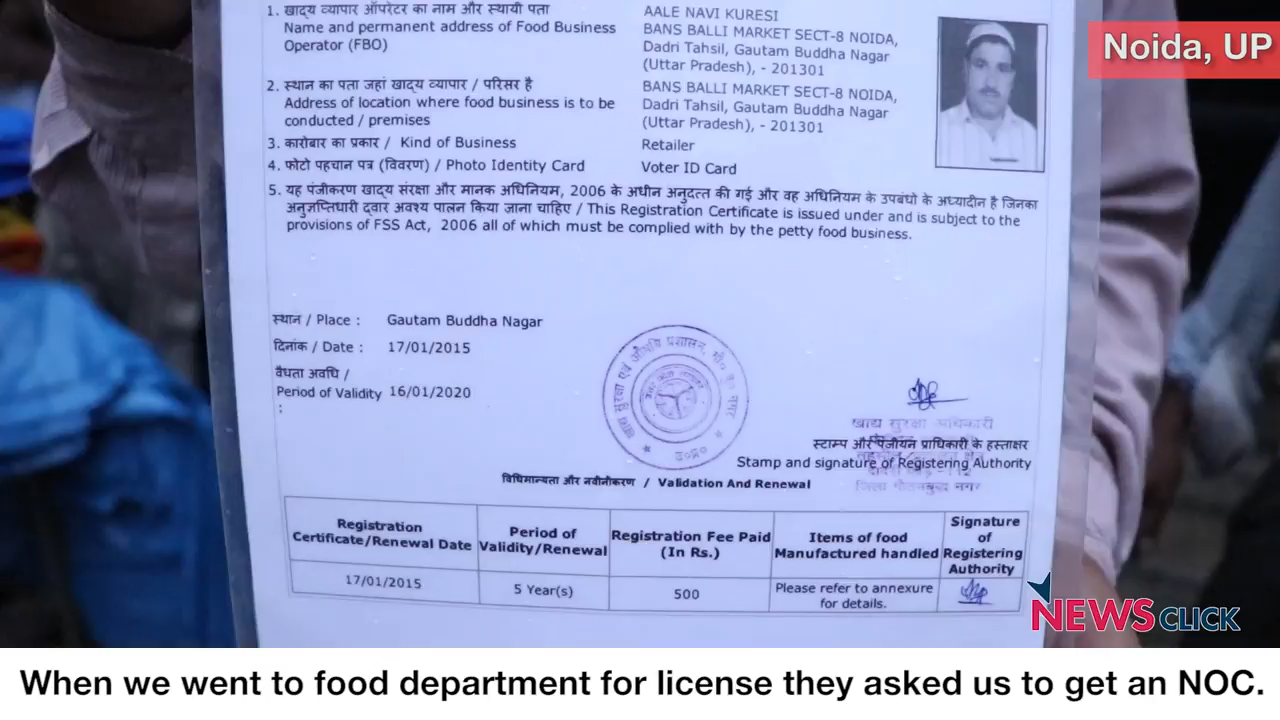 1. खाद्य व्यापार ऑपरेटर का नाम और स्थायी पता
Name and permanent address of Food Business
Operator (FBO)
AALE NAVI KURESI
BANS BALLI MARKET SECT-8 NOIDA,
Dadri Tahsil, Gautam Buddha Nagar
(Uttar Pradesh), - 201301
Noida, UP
2. स्थान का पता जहां खाद्य व्यापार / परिसर है
Address of location where food business is to be
conducted / premises
BANS BALLI MARKET SECT-8 NOIDA,
Dadri Tahsil, Gautam Buddha Nagar
(Uttar Pradesh), - 201301
3. कारोबार का प्रकार / Kind of Business
Retailer
4. फोटो पहचान पत्र (विवरण) / Photo Identity Card
Voter ID Card
5. यह पंजीकरण खाद्य संरक्षा और मानक अधिनियम, 2006 के अधीन अनुदत्त की गई और वह अधिनियम के उपबंधो के अध्यादीन है जिनका
अनुज्ञप्तिधारी द्वार अवश्य पालन किया जाना चाहिए / This Registration Certificate is issued under and is subject to the
provisions of FSS Act, 2006 all of which must be complied with by the petty food business.
स्थान / Place : Gautam Buddha Nagar
दिनांक / Date : 17/01/2015
वैधता अवधि /
Period of Validity 16/01/2020
:
खाद्य सुरक्षा एवं औषधि प्रशासन,
उ०प्र०
खाद्य सुरक्षा अधिकारी
स्टाम्प और पंजीयन प्राधिकारी के हस्ताक्षर
Stamp and signature of Registering Authority
जिला गौतमबुद्ध नगर
विधिमान्यता और नवीनीकरण / Validation And Renewal
Registration
Certificate/Renewal Date
Period of
Validity/Renewal
Registration Fee Paid
(In Rs.)
Items of food
Manufactured handled
Signature
of
Registering
Authority
17/01/2015
5 Year(s)
500
Please refer to annexure
for details.
NEWSCLICK
When we went to food department for license they asked us to get an NOC.